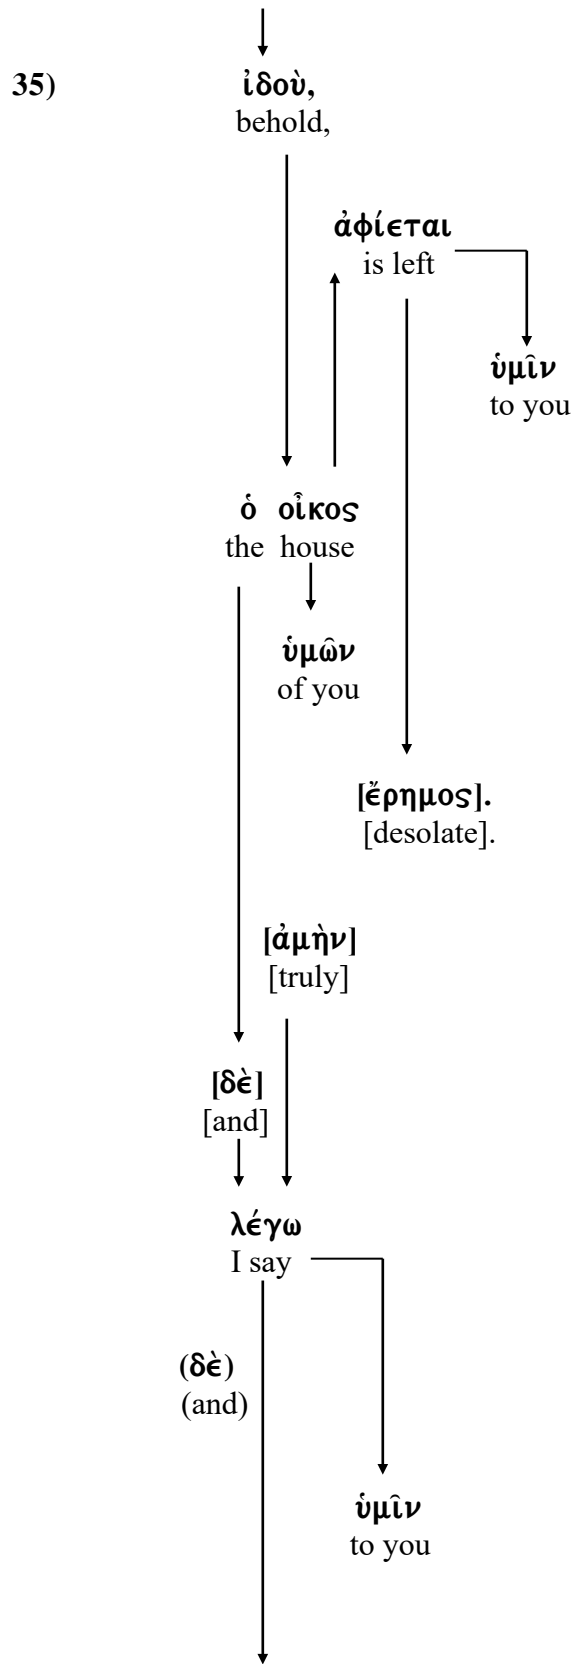 35) ἰδοὺ,
behold,
ἀφίεται
is left
ὑμῖν
to you
ὁ οἶκος
the house
ὑμῶν
of you
[ἔρημος].
[desolate].
[ἀμὴν]
[truly]
[δὲ]
[and]
λέγω
I say
(δὲ)
(and)
ὑμῖν
to you